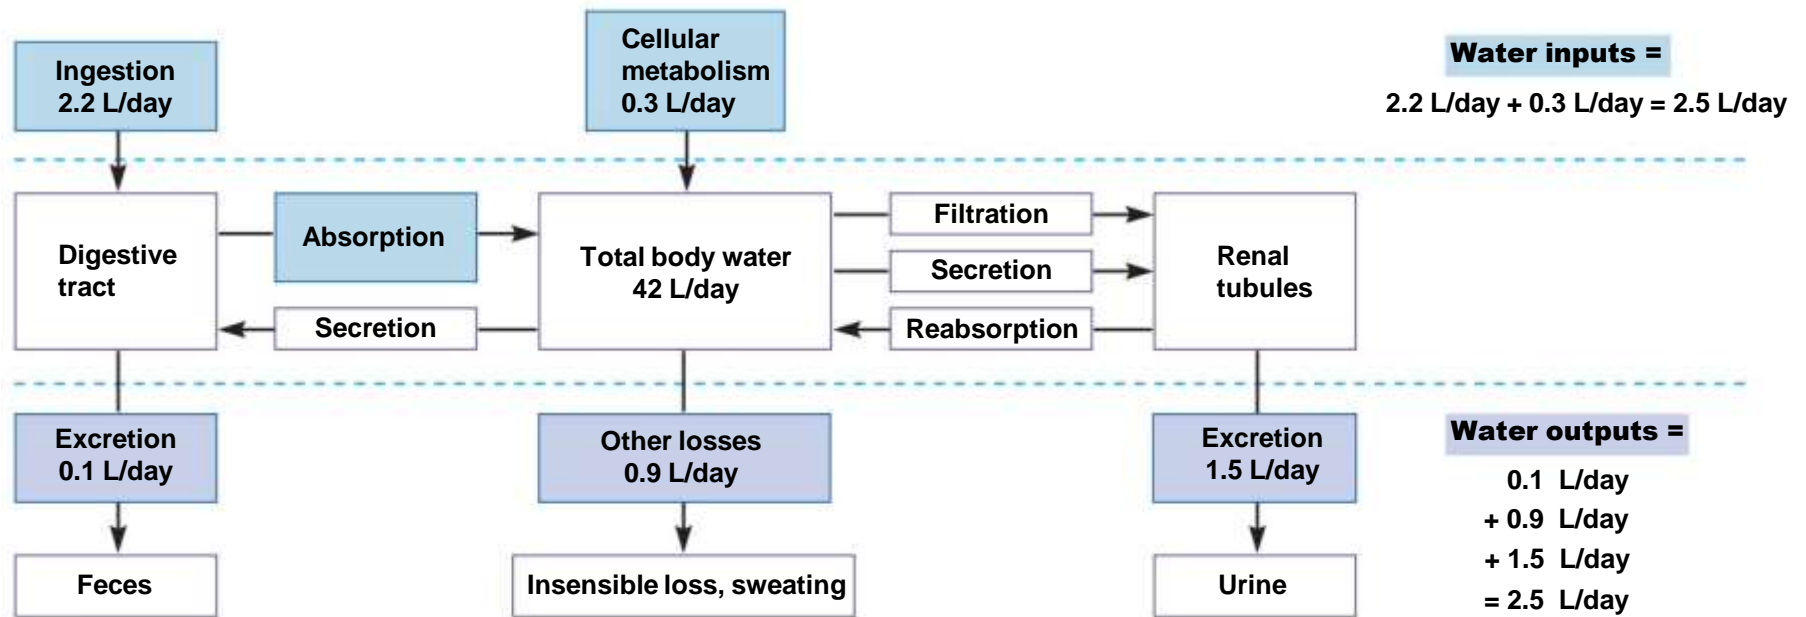 Ingestion
2.2 L/day
Cellular
metabolism
0.3 L/day
Water inputs =
2.2 L/day + 0.3 L/day = 2.5 L/day
Digestive
tract
Absorption
Secretion
Total body water
42 L/day
Filtration
Secretion
Reabsorption
Renal
tubules
Excretion
0.1 L/day
Other losses
0.9 L/day
Excretion
1.5 L/day
Water outputs =
0.1 L/day
+ 0.9 L/day
+ 1.5 L/day
= 2.5 L/day
Feces
Insensible loss, sweating
Urine